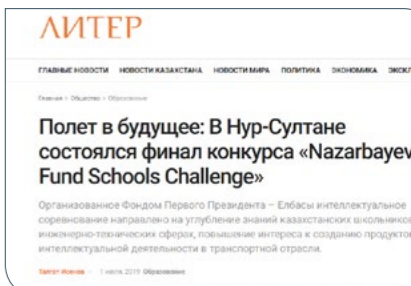 ЛИТЕР
ГЛАВНЫЕ НОВОСТИ НОВОСТИ КАЗАХСТАНА НОВОСТИ МИРА ПОЛИТИКА ЭКОНОМИКА ЭКСКЛ
Главная > Общество > Образование
Полет в будущее: В Нур-Султане
состоялся финал конкурса «Nazarbayev
Fund Schools Challenge»
Организованное Фондом Первого Президента – Елбасы интеллектуальное
соревнование направлено на углубление знаний казахстанских школьников
инженерно-технических сферах, повышение интереса к созданию продуктов
интеллектуальной деятельности в транспортной отрасли.
2019 Образование